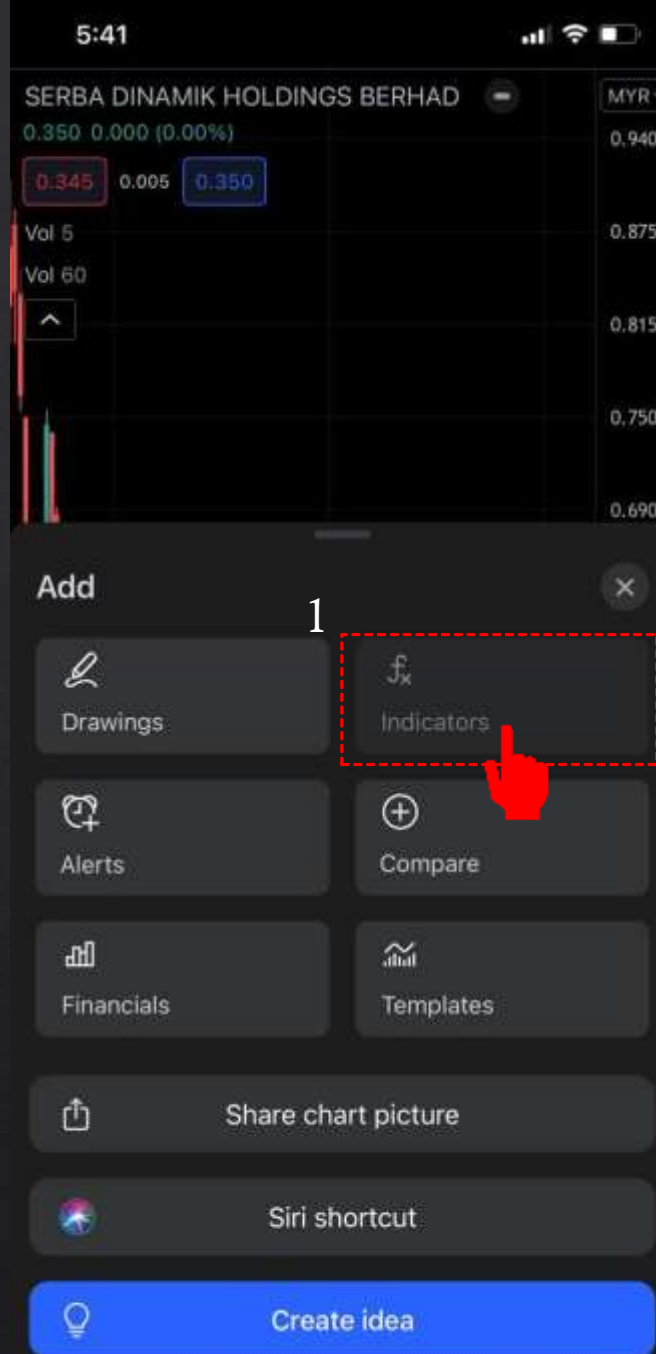 5:41
SERBA DINAMIK HOLDINGS BERHAD
MYR
0.350 0.000 (0.00%)
0.940
0.345 0.005 0.350
Vol 5
0.875
Vol 60
0.815
0.750
0.690
Add
1
Drawings
fx
Indicators
Alerts
Compare
Financials
Templates
Share chart picture
Siri shortcut
Create idea